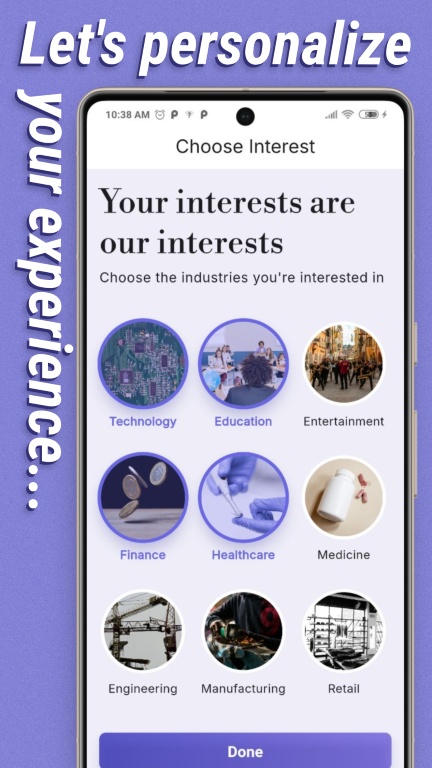 Let's personalize
your experience...
10:38 AM
Choose Interest
Your interests are
our interests
Choose the industries you're interested in
Technology Education Entertainment
Finance Healthcare Medicine
Engineering Manufacturing Retail
Done